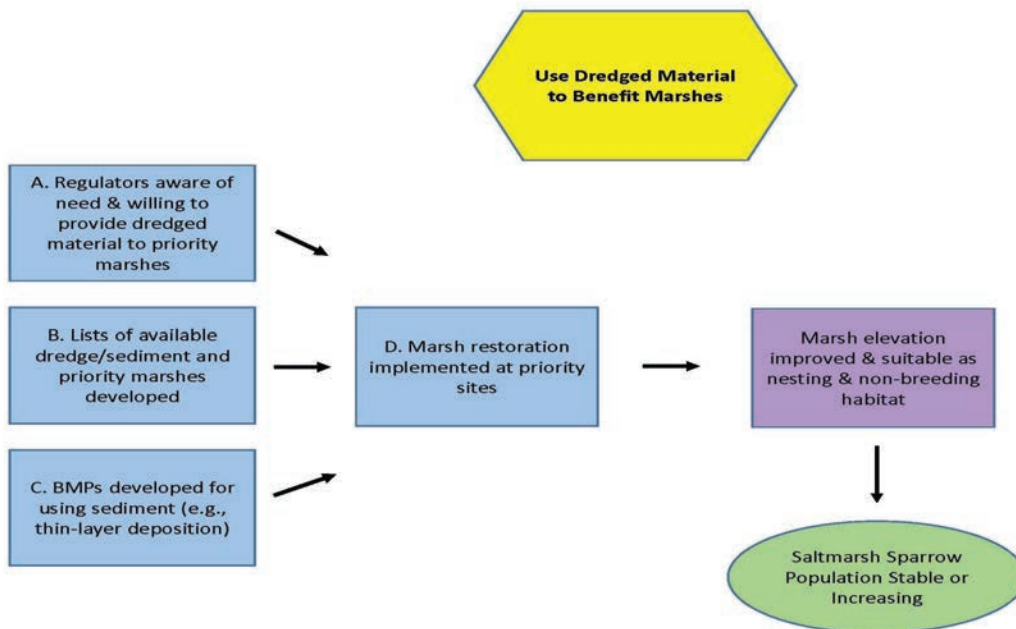 Use Dredged Material
to Benefit Marshes
A. Regulators aware of
need & willing to
provide dredged
material to priority
marshes
B. Lists of available
dredge/sediment and
priority marshes
developed
C. BMPs developed for
using sediment (e.g.,
thin-layer deposition)
D. Marsh restoration
implemented at priority
sites
Marsh elevation
improved & suitable as
nesting & non-breeding
habitat
Saltmarsh Sparrow
Population Stable or
Increasing